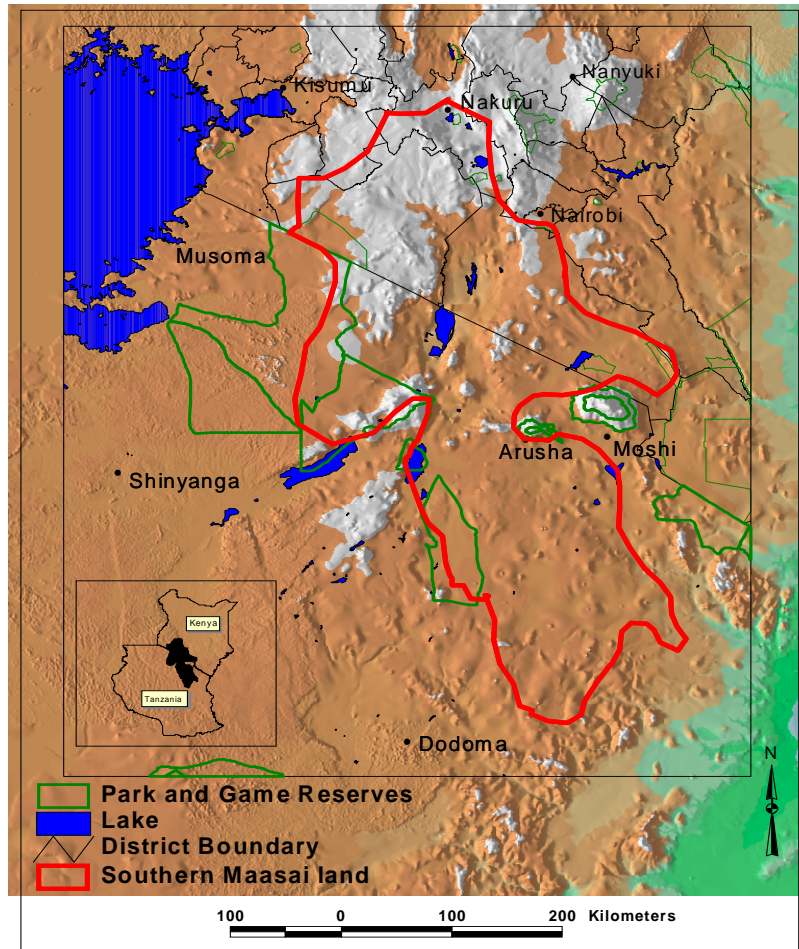 Kisumu
Nanyuki
Nakuru
Nairobi
Musoma
Arusha
Moshi
Shinyanga
Kenya
Tanzania
Dodoma
N
Park and Game Reserves
Lake
District Boundary
Southern Maasai land
100 0 100 200 Kilometers